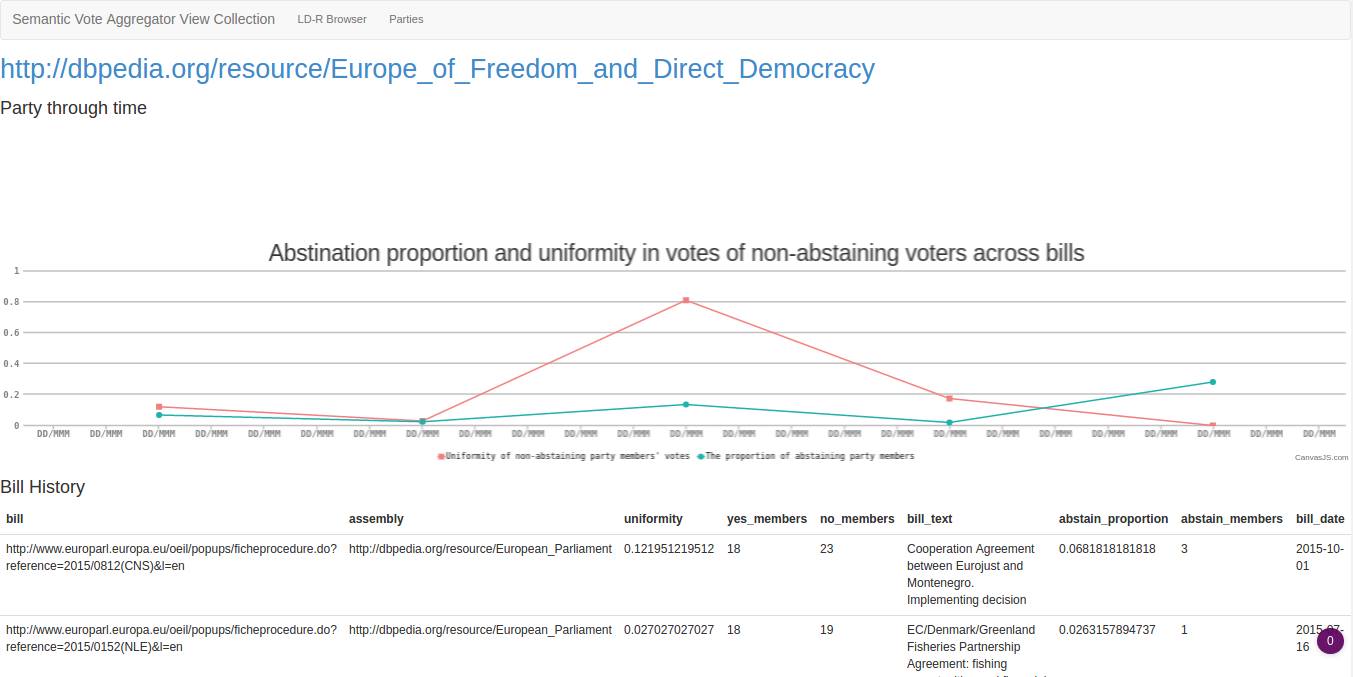 Semantic Vote Aggregator View Collection LD-R Browser Parties
http://dbpedia.org/resource/Europe_of_Freedom_and_Direct_Democracy
Party through time
Abstination proportion and uniformity in votes of non-abstaining voters across bills
1
0.8
0.6
0.4
0.2
0
DD/MMM DD/MMM DD/MMM DD/MMM DD/MMM DD/MMM DD/MMM DD/MMM DD/MMM DD/MMM DD/MMM DD/MMM DD/MMM DD/MMM DD/MMM DD/MMM DD/MMM DD/MMM DD/MMM DD/MMM DD/MMM DD/MMM DD/MMM DD/MMM DD/MMM
Uniformity of non-abstaining party members' votes The proportion of abstaining party members
CanvasJS.com
Bill History
bill assembly uniformity yes_members no_members bill_text abstain_proportion abstain_members bill_date
http://www.europarl.europa.eu/oeil/popups/ficheprocedure.do? http://dbpedia.org/resource/European_Parliament 0.121951219512 18 23 Cooperation Agreement 0.0681818181818 3 2015-10-
reference=2015/0812(CNS)&l=en between Eurojust and 01
Montenegro.
Implementing decision
http://www.europarl.europa.eu/oeil/popups/ficheprocedure.do? http://dbpedia.org/resource/European_Parliament 0.027027027027 18 19 EC/Denmark/Greenland 0.0263157894737 1 2015-07-
reference=2015/0152(NLE)&l=en Fisheries Partnership 16 0
Agreement: fishing